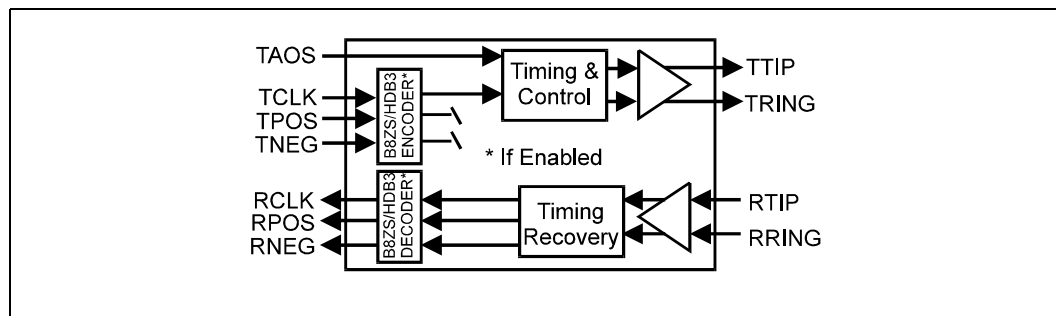 TAOS
TCLK
TPOS
TNEG
B8ZS/HDB3
ENCODER*
Timing &
Control
TTIP
TRING
* If Enabled
RCLK
RPOS
RNEG
B8ZS/HDB3
DECODER*
Timing
Recovery
RTIP
RRING